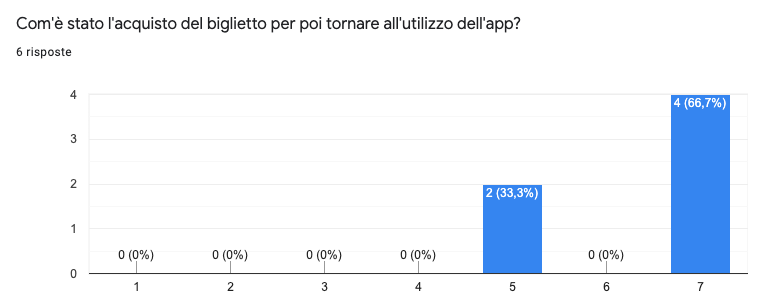 Com'è stato l'acquisto del biglietto per poi tornare all'utilizzo dell'app?
6 risposte
4
3
2
1
0
0 (0%) 0 (0%) 0 (0%) 0 (0%) 2 (33,3%) 0 (0%) 4 (66,7%)
1 2 3 4 5 6 7